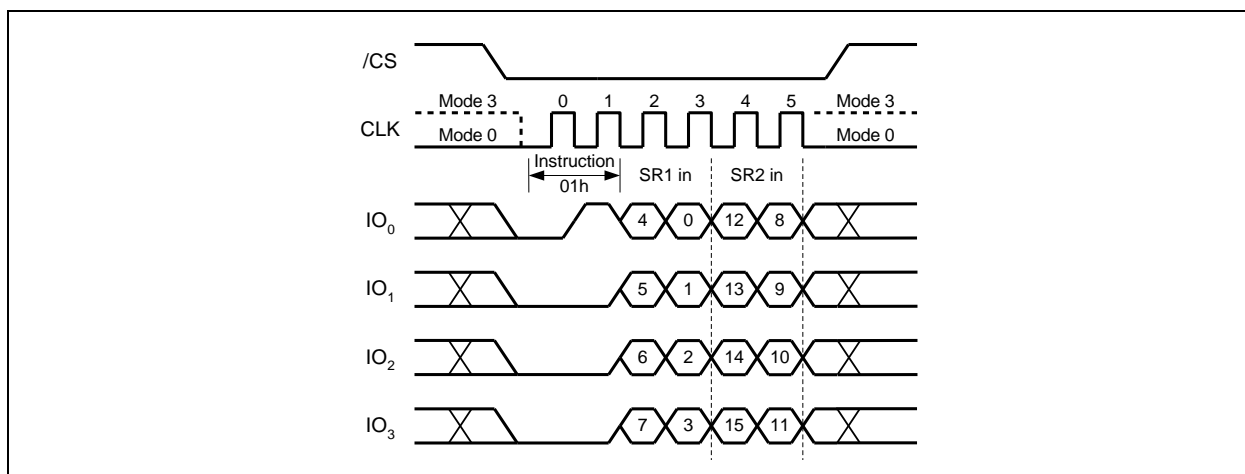 /CS
Mode 3 0 1 2 3 4 5 Mode 3
CLK Mode 0 Mode 0
Instruction
01h SR1 in SR2 in
IO0 4 0 12 8
IO1 5 1 13 9
IO2 6 2 14 10
IO3 7 3 15 11